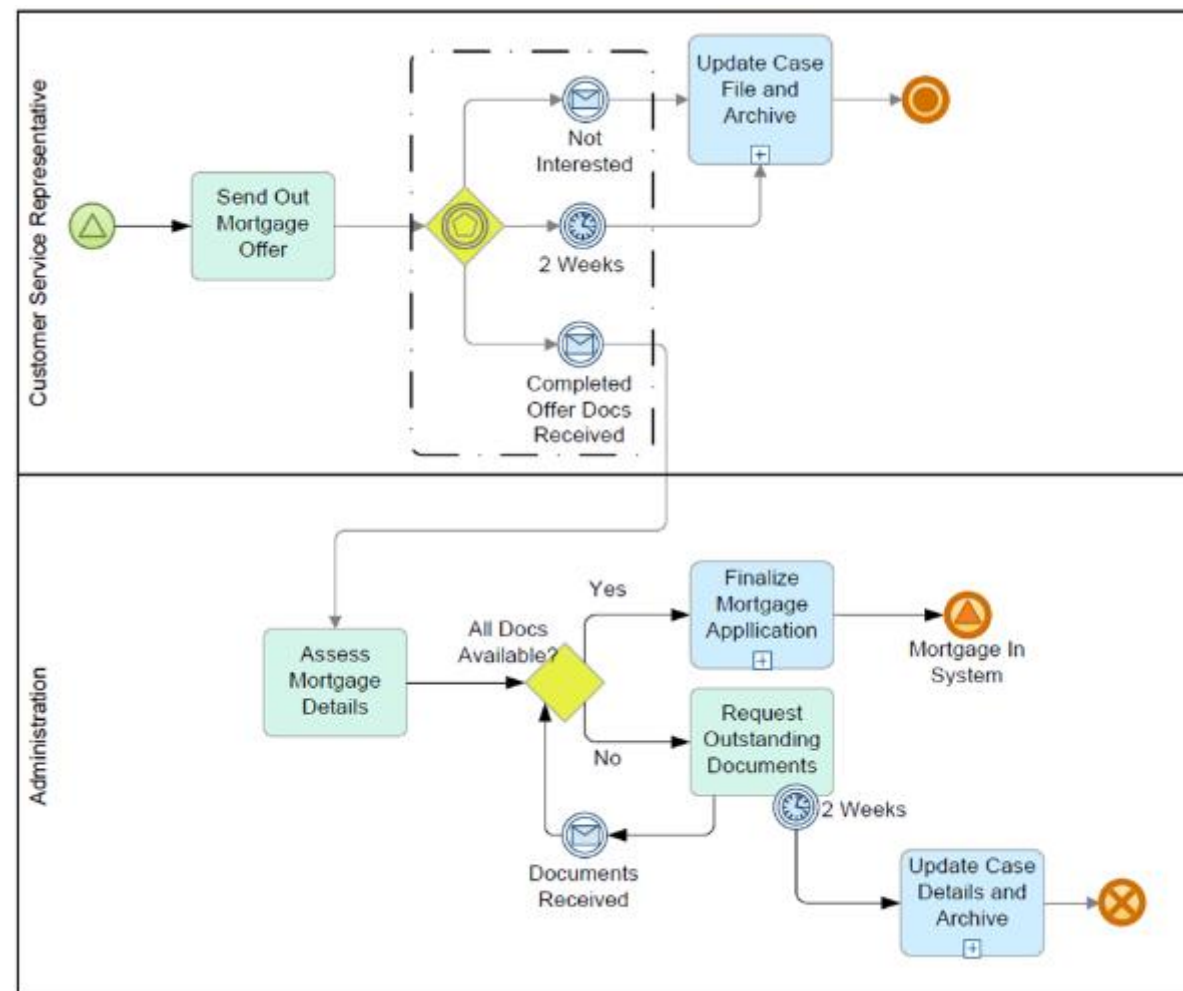 Customer Service Representative
Update Case
File and
Archive
Not
Interested
Send Out
Mortgage
Offer
2 Weeks
Completed
Offer Docs
Received
Administration
Yes
Finalize
Mortgage
Appllication
All Docs
Available?
Mortgage In
System
Assess
Mortgage
Details
No
Request
Outstanding
Documents
2 Weeks
Documents
Received
Update Case
Details and
Archive